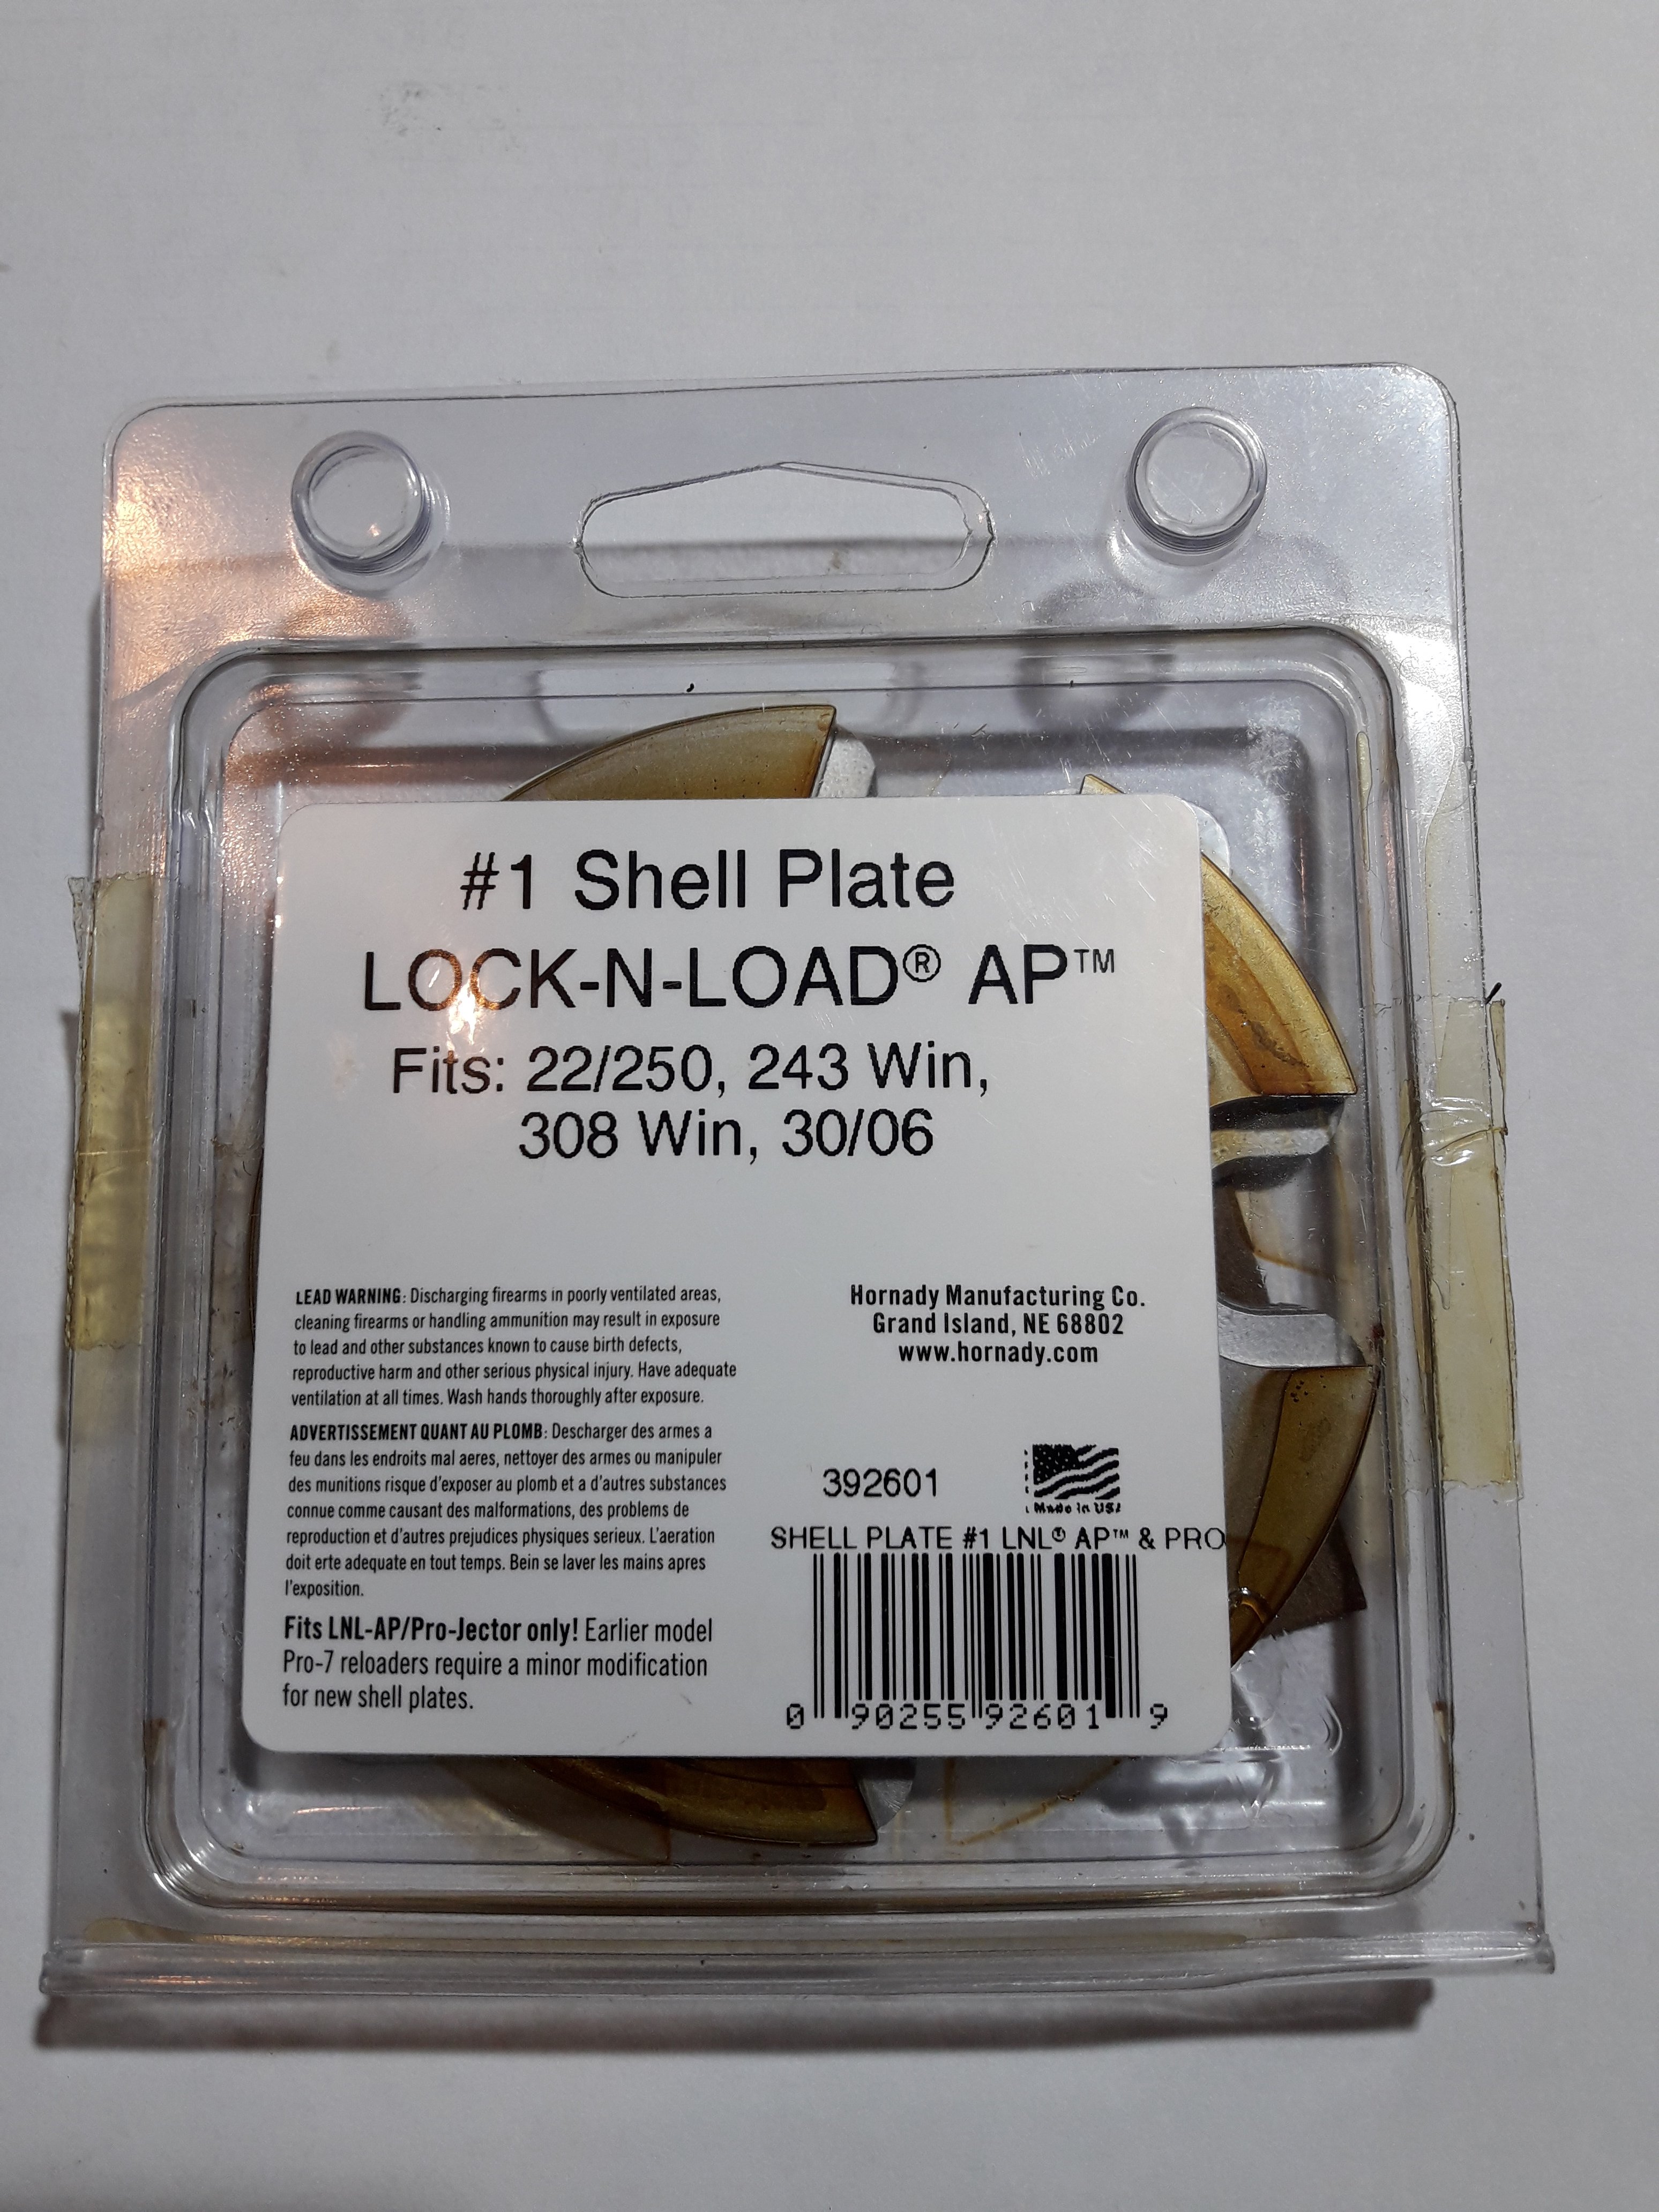 #1 Shell Plate
LOCK-N-LOAD® AP™
Fits: 22/250, 243 Win,
308 Win, 30/06
LEAD WARNING: Discharging firearms in poorly ventilated areas,
cleaning firearms or handling ammunition may result in exposure
to lead and other substances known to cause birth defects,
reproductive harm and other serious physical injury. Have adequate
ventilation at all times. Wash hands thoroughly after exposure.
ADVERTISSEMENT QUANT AU PLOMB: Descharger des armes a
feu dans les endroits mal aeres, nettoyer des armes ou manipuler
des munitions risque d'exposer au plomb et a d'autres substances
connue comme causant des malformations, des problems de
reproduction et d'autres prejudices physiques serieux. L'aeration
doit erte adequate en tout temps. Bein se laver les mains apres
l'exposition.
Fits LNL-AP/Pro-Jector only! Earlier model
Pro-7 reloaders require a minor modification
for new shell plates.
Hornady Manufacturing Co.
Grand Island, NE 68802
www.hornady.com
392601
Made in USA
SHELL PLATE #1 LNL® AP™ & PRO
0 90255 92601 9